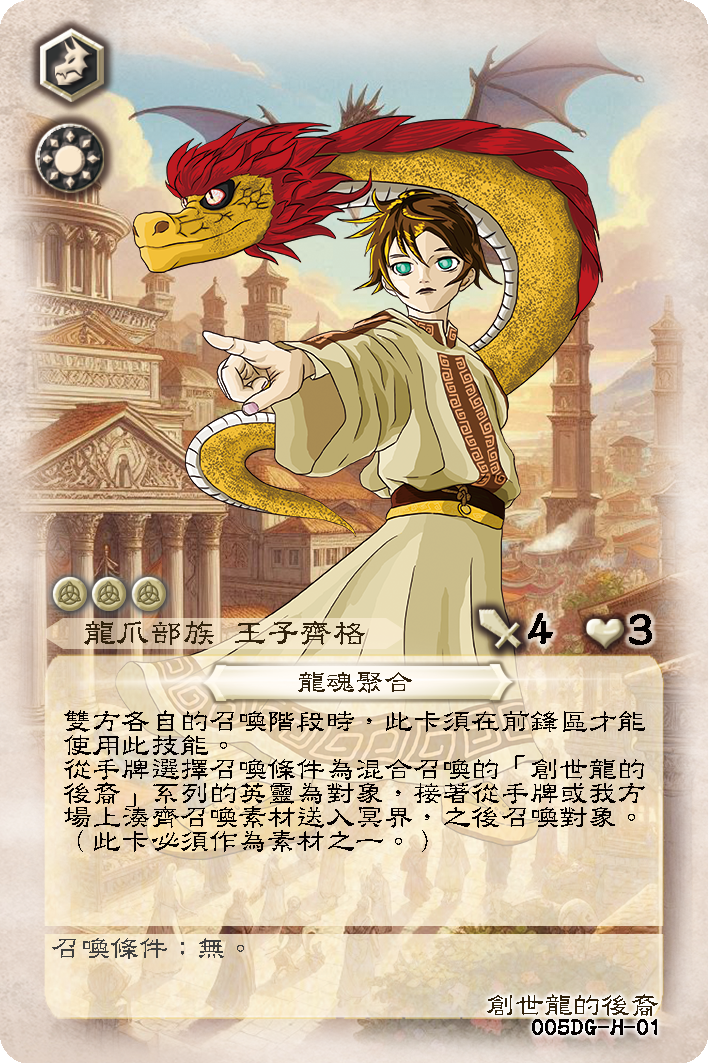 龍爪部族 王子齊格
4
3
龍魂聚合
雙方各自的召喚階段時，此卡須在前鋒區才能
使用此技能。
從手牌選擇召喚條件為混合召喚的「創世龍的
後裔」系列的英靈為對象，接著從手牌或我方
場上湊齊召喚素材送入冥界，之後召喚對象。
（此卡必須作為素材之一。）
召喚條件：無。
創世龍的後裔
005DG-H-01